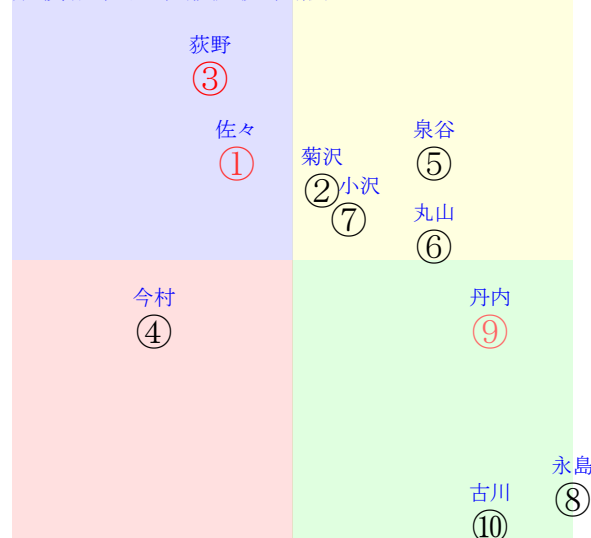 荻野
③
佐々
①
泉谷
⑤
菊沢
②
小沢
⑦
丸山
⑥
今村
④
丹内
⑨
永島
⑧
古川
⑩